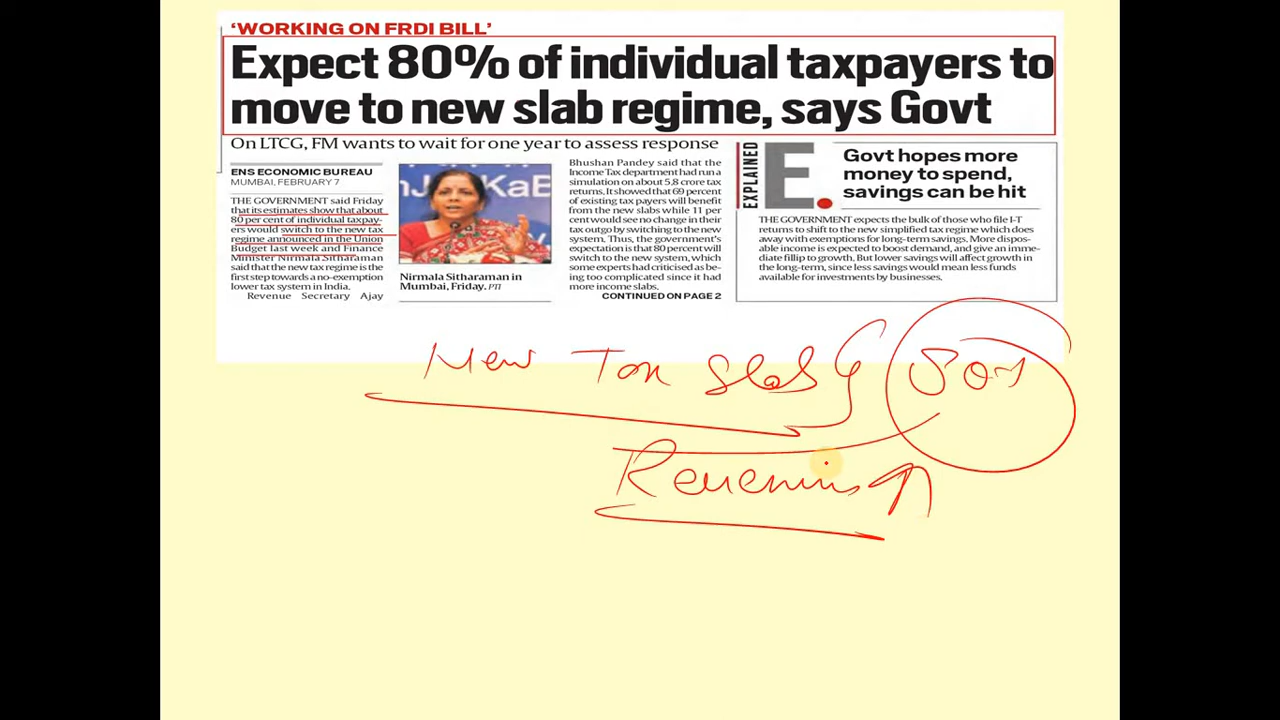 ‘WORKING ON FRDI BILL’
Expect 80% of individual taxpayers to
move to new slab regime, says Govt
On LTCG, FM wants to wait for one year to assess response
ENS ECONOMIC BUREAU
MUMBAI, FEBRUARY 7
THE GOVERNMENT said Friday
that its estimates show that about
80 per cent of individual taxpay-
ers would switch to the new tax
regime announced in the Union
Budget last week and Finance
Minister Nirmala Sitharaman
said that the new tax regime is the
first step towards a no-exemption
lower tax system in India.
Revenue Secretary Ajay
Nirmala Sitharaman in
Mumbai, Friday. PTI
Bhushan Pandey said that the
Income Tax department had run a
simulation on about 5.8 crore tax
returns. It showed that 69 percent
of existing tax payers will benefit
from the new slabs while 11 per
cent would see no change in their
tax outgo by switching to the new
system. Thus, the government's
expectation is that 80 percent will
switch to the new system, which
some experts had criticised as be-
ing too complicated since it had
more income slabs.
CONTINUED ON PAGE 2
EXPLAINED
E.
Govt hopes more
money to spend,
savings can be hit
THE GOVERNMENT expects the bulk of those who file I-T
returns to shift to the new simplified tax regime which does
away with exemptions for long-term savings. More dispos-
able income is expected to boost demand, and give an imme-
diate fillip to growth. But lower savings will affect growth in
the long-term, since less savings would mean less funds
available for investments by businesses.
New Tax Slab